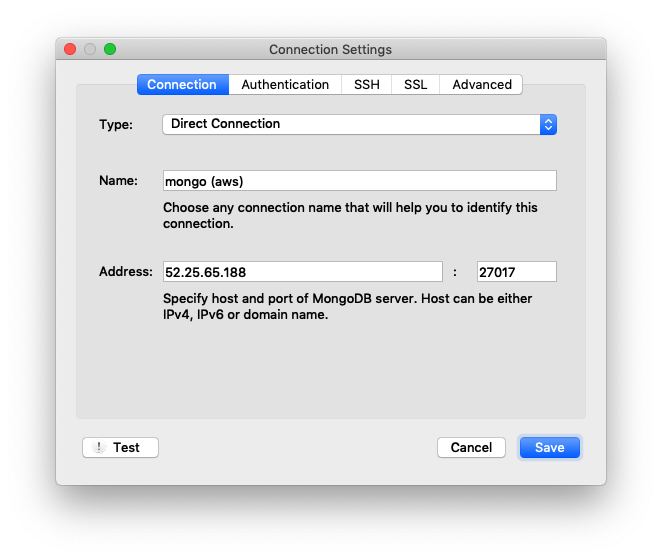 Connection Settings
Connection Authentication SSH SSL Advanced
Type: Direct Connection
Name: mongo (aws)
Choose any connection name that will help you to identify this
connection.
Address: 52.25.65.188 : 27017
Specify host and port of MongoDB server. Host can be either
IPv4, IPv6 or domain name.
! Test Cancel Save